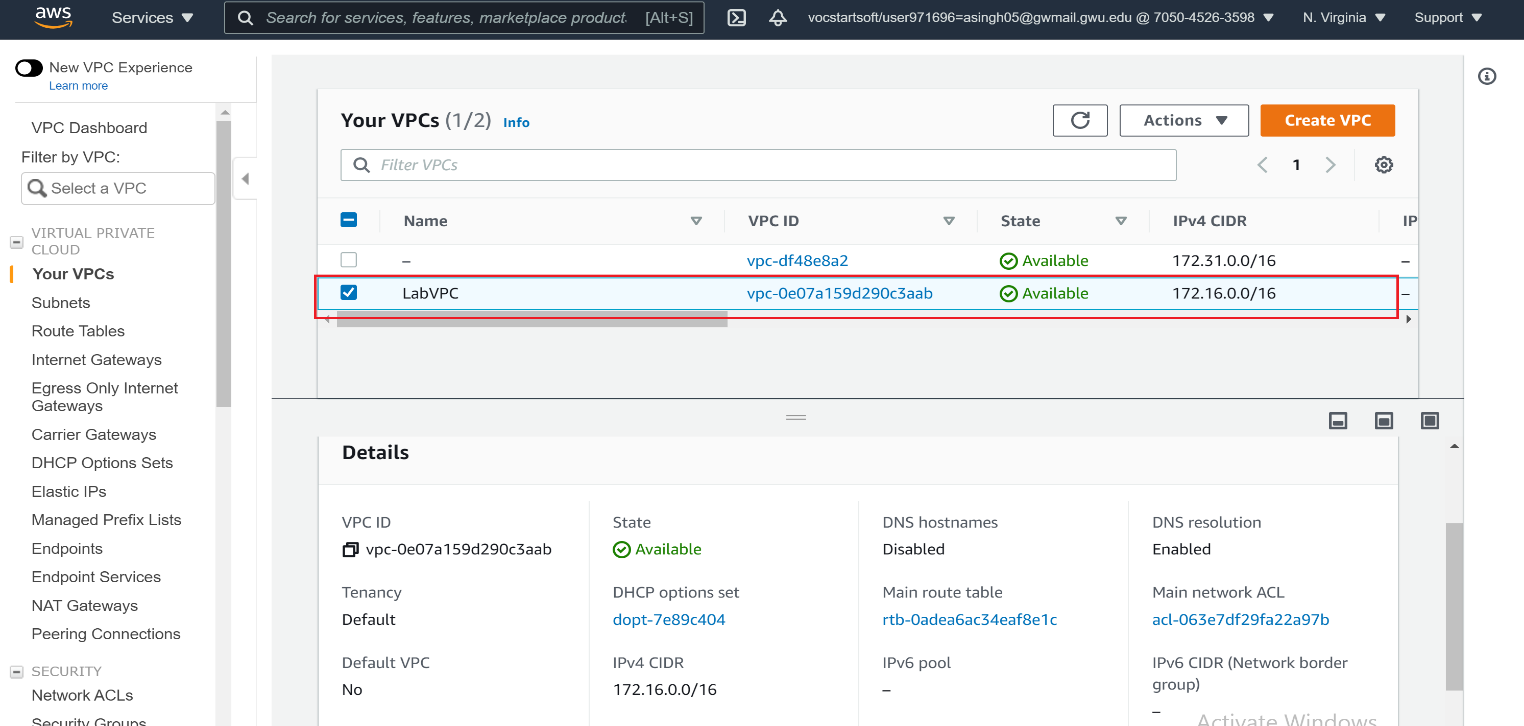 aws
Services
Search for services, features, marketplace product. [Alt+S]
vocstartsoft/user971696=asingh05@gwmail.gwu.edu @ 7050-4526-3598
N. Virginia
Support
New VPC Experience
Learn more
VPC Dashboard
Filter by VPC:
Select a VPC
VIRTUAL PRIVATE
CLOUD
Your VPCs
Subnets
Route Tables
Internet Gateways
Egress Only Internet
Gateways
Carrier Gateways
DHCP Options Sets
Elastic IPs
Managed Prefix Lists
Endpoints
Endpoint Services
NAT Gateways
Peering Connections
SECURITY
Network ACLs
Security Groups
Your VPCs (1/2) Info
Actions
Create VPC
Filter VPCs
1
Name VPC ID State IPv4 CIDR IP
– vpc-df48e8a2 Available 172.31.0.0/16 –
LabVPC vpc-0e07a159d290c3aab Available 172.16.0.0/16 –
Details
VPC ID State DNS hostnames DNS resolution
vpc-0e07a159d290c3aab Available Disabled Enabled
Tenancy DHCP options set Main route table Main network ACL
Default dopt-7e89c404 rtb-0adea6ac34eaf8e1c acl-063e7df29fa22a97b
Default VPC IPv4 CIDR IPv6 pool IPv6 CIDR (Network border
group)
No 172.16.0.0/16 – –
Activate Windows